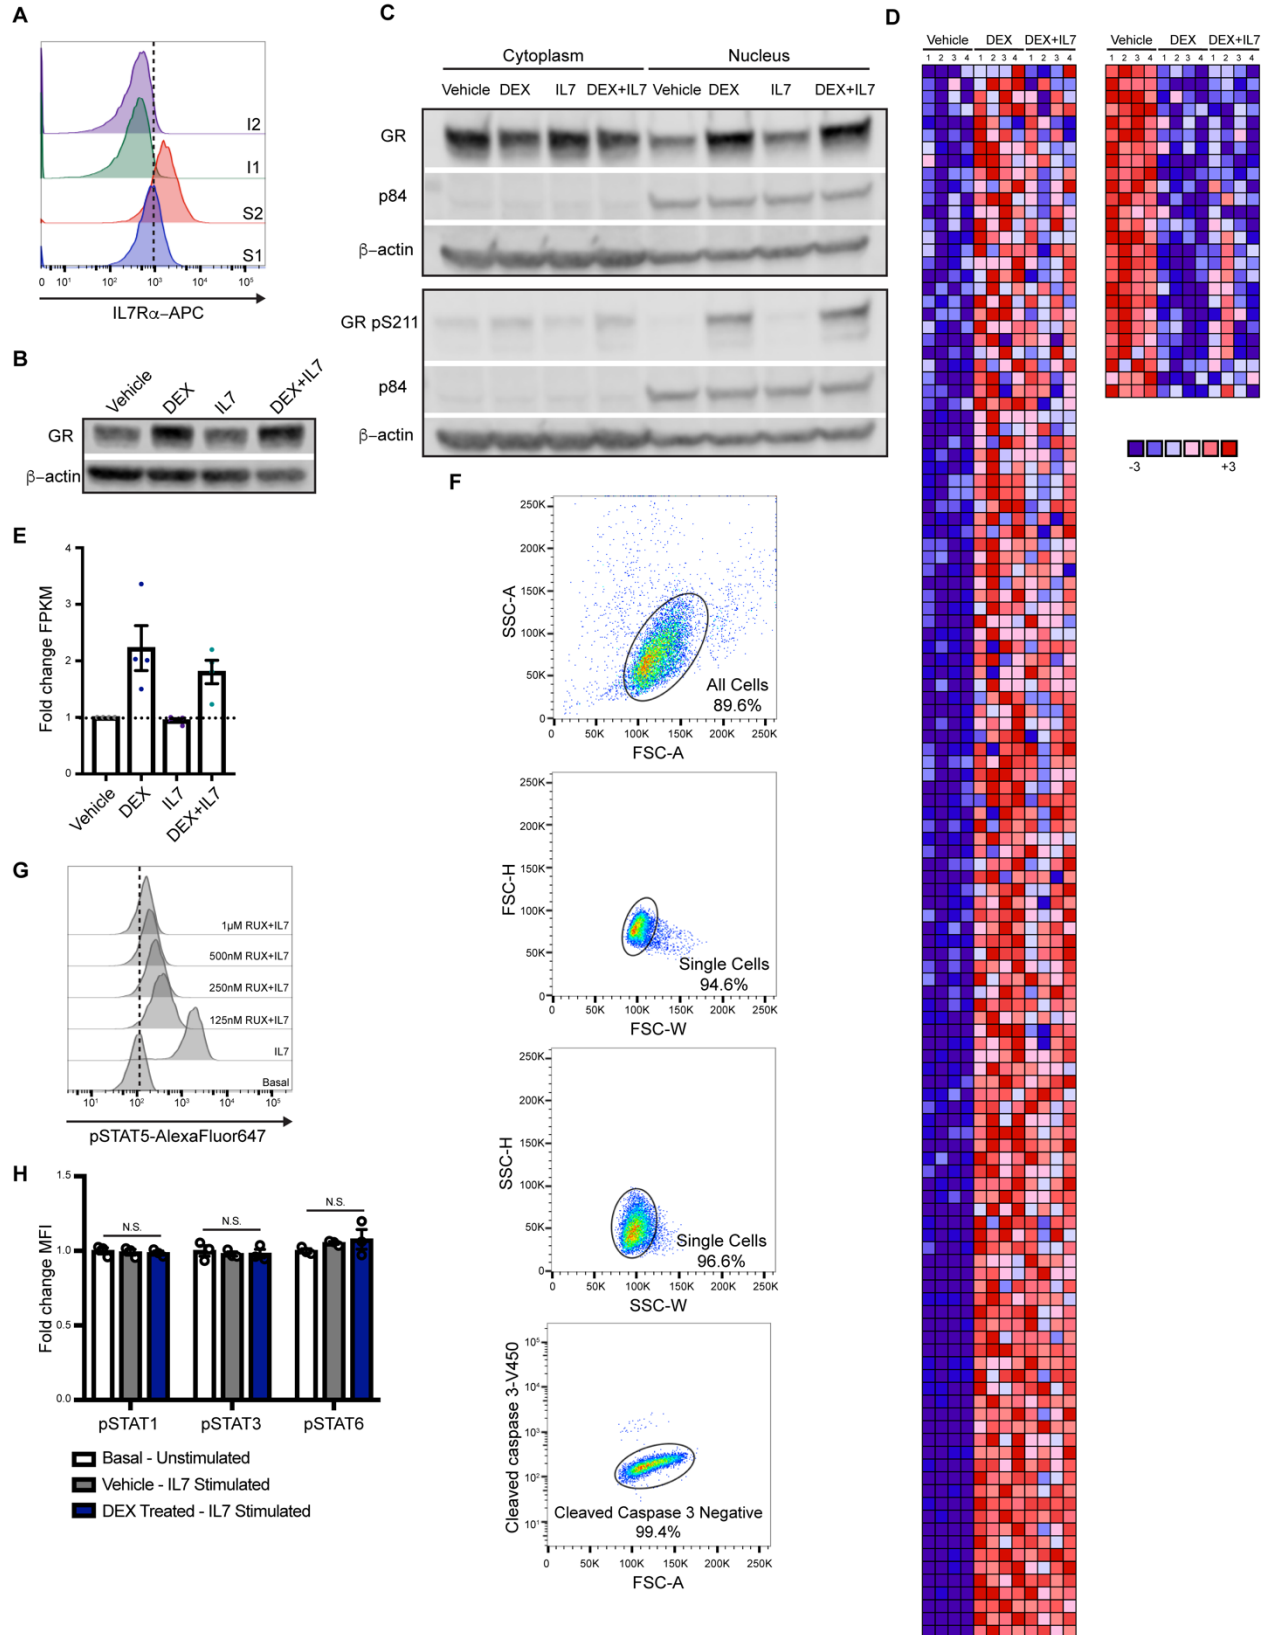 A
I2
I1
S2
S1
0 10¹ 10² 10³ 10⁴ 10⁵
IL7Rα–APC
B
Vehicle DEX IL7 DEX+IL7
GR
β–actin
C
Cytoplasm Nucleus
Vehicle DEX IL7 DEX+IL7 Vehicle DEX IL7 DEX+IL7
GR
p84
β–actin
GR pS211
p84
β–actin
D
Vehicle DEX DEX+IL7 Vehicle DEX DEX+IL7
1 2 3 4 1 2 3 4 1 2 3 4 1 2 3 4 1 2 3 4 1 2 3 4
-3 +3
E
Fold change FPKM
4
3
2
1
0
Vehicle DEX IL7 DEX+IL7
F
SSC-A
250K
200K
150K
100K
50K
0
All Cells
89.6%
0 50K 100K 150K 200K 250K
FSC-A
FSC-H
250K
200K
150K
100K
50K
0
Single Cells
94.6%
0 50K 100K 150K 200K 250K
FSC-W
SSC-H
250K
200K
150K
100K
50K
0
Single Cells
96.6%
0 50K 100K 150K 200K 250K
SSC-W
Cleaved caspase 3-V450
10⁵
10⁴
10³
10²
10¹
Cleaved Caspase 3 Negative
99.4%
0 50K 100K 150K 200K 250K
FSC-A
G
1µM RUX+IL7
500nM RUX+IL7
250nM RUX+IL7
125nM RUX+IL7
IL7
Basal
10¹ 10² 10³ 10⁴ 10⁵
pSTAT5-AlexaFluor647
H
Fold change MFI
1.5
1.0
0.5
0.0
N.S. N.S. N.S.
pSTAT1 pSTAT3 pSTAT6
Basal - Unstimulated
Vehicle - IL7 Stimulated
DEX Treated - IL7 Stimulated